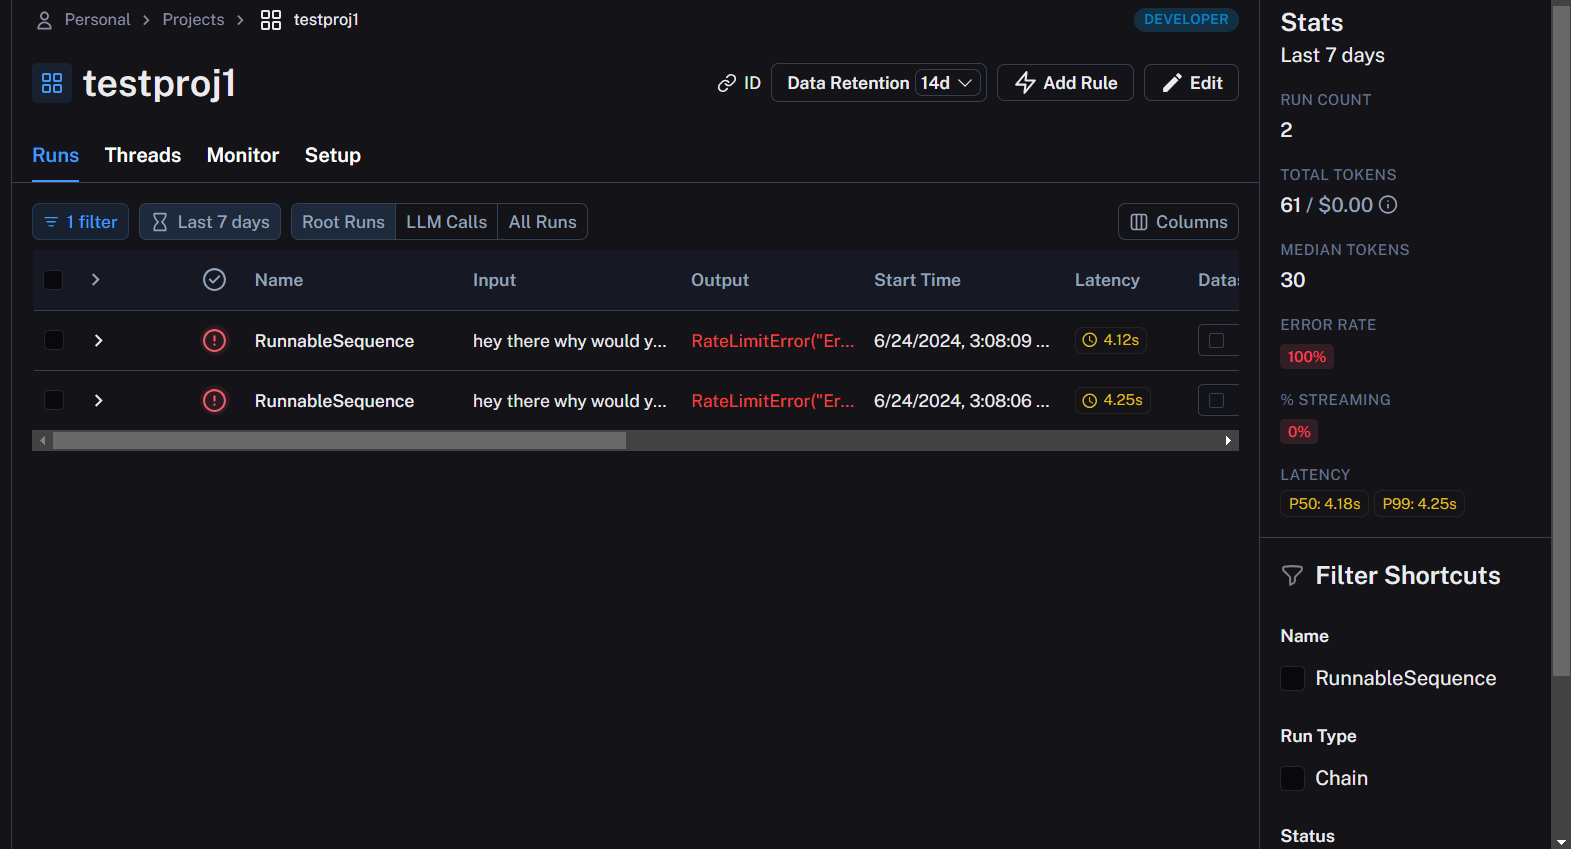 Personal > Projects > testproj1
DEVELOPER
testproj1
ID
Data Retention 14d
Add Rule
Edit
Runs Threads Monitor Setup
1 filter
Last 7 days
Root Runs LLM Calls All Runs
Columns
Name Input Output Start Time Latency Datas
RunnableSequence hey there why would y... RateLimitError("Er... 6/24/2024, 3:08:09 ... 4.12s
RunnableSequence hey there why would y... RateLimitError("Er... 6/24/2024, 3:08:06 ... 4.25s
Stats
Last 7 days
RUN COUNT
2
TOTAL TOKENS
61 / $0.00
MEDIAN TOKENS
30
ERROR RATE
100%
% STREAMING
0%
LATENCY
P50: 4.18s P99: 4.25s
Filter Shortcuts
Name
RunnableSequence
Run Type
Chain
Status